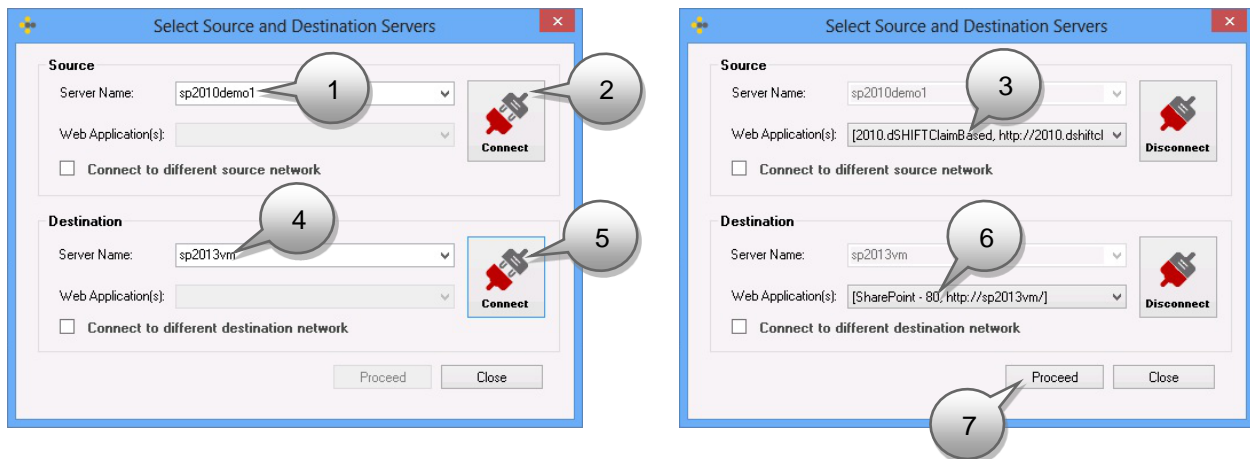 Select Source and Destination Servers
Source
Server Name: sp2010demo1
1
2
Web Application(s):
Connect
Connect to different source network
Destination
4
Server Name: sp2013vm
5
Web Application(s):
Connect
Connect to different destination network
Proceed Close
Select Source and Destination Servers
Source
3
Server Name: sp2010demo1
Web Application(s): [2010.dSHIFTClaimBased, http://2010.dshiftcl
Disconnect
Connect to different source network
Destination
6
Server Name: sp2013vm
Web Application(s): [SharePoint - 80, http://sp2013vm/]
Disconnect
Connect to different destination network
Proceed Close
7